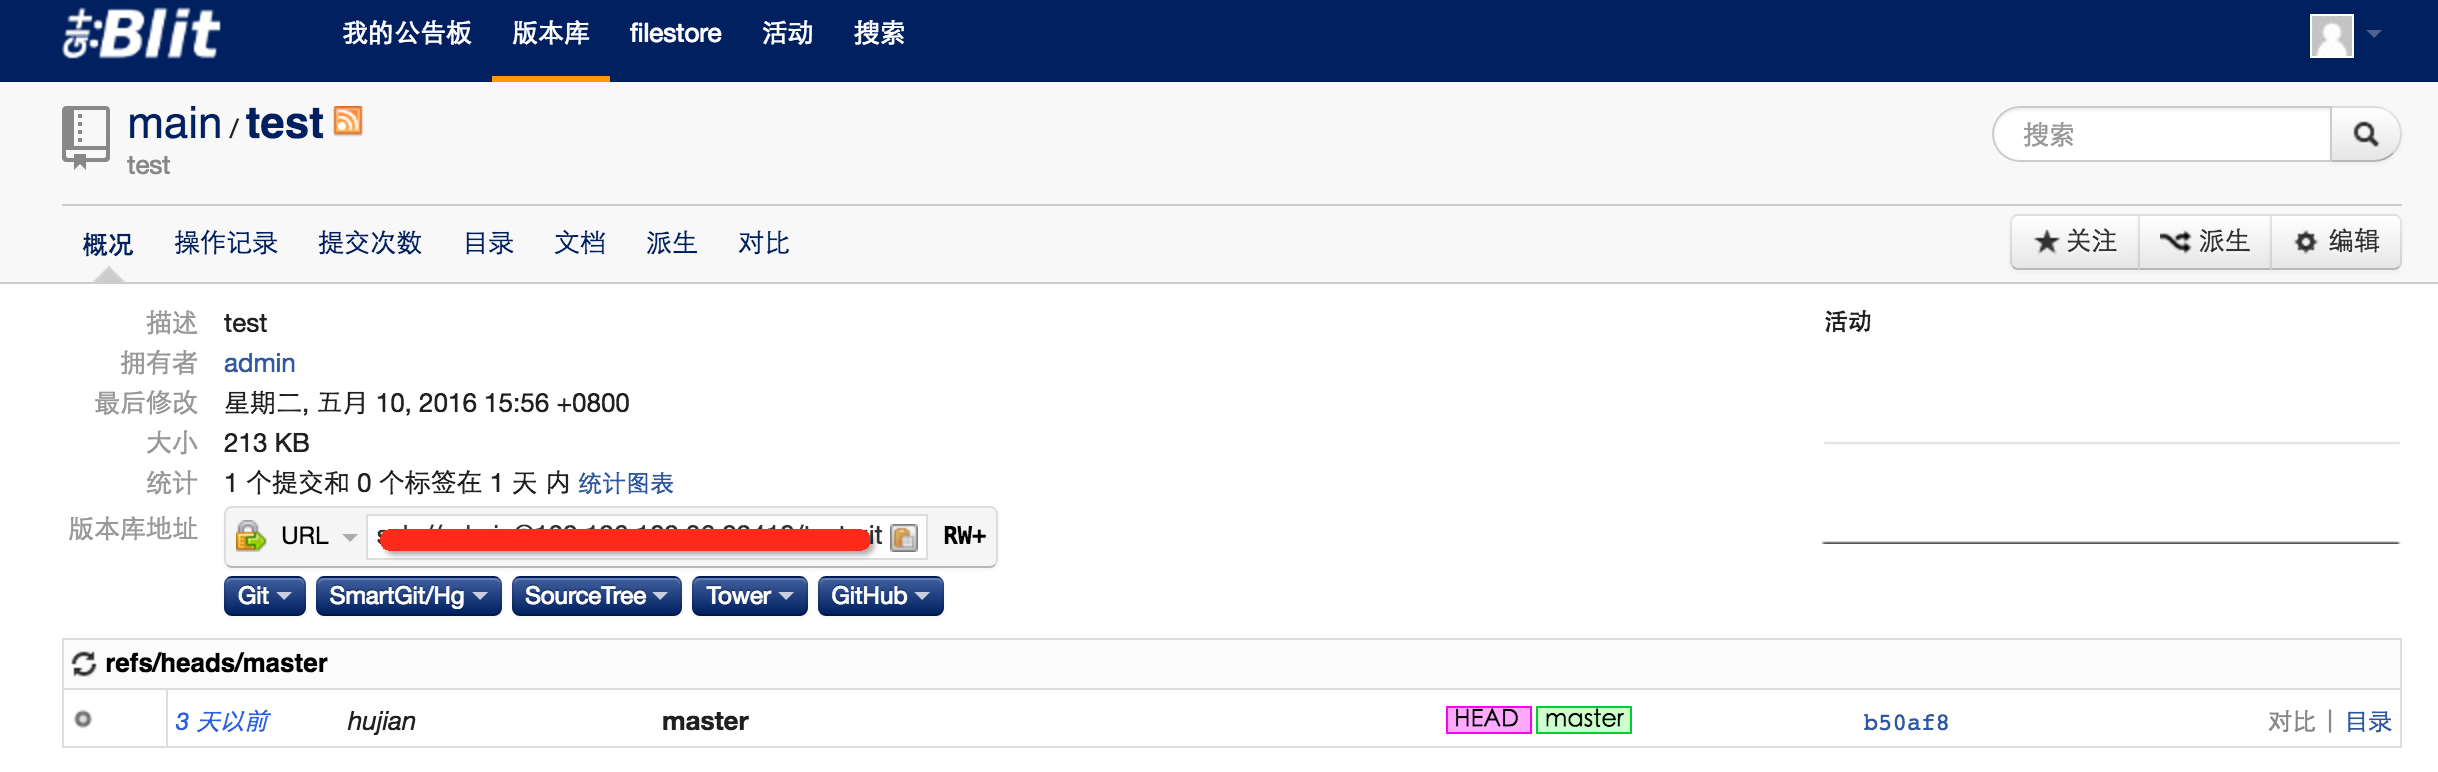 Git:Blit 我的公告板 版本库 filestore 活动 搜索
main / test
test
搜索
概况 操作记录 提交次数 目录 文档 派生 对比
关注 派生 编辑
描述 test
拥有者 admin
最后修改 星期二, 五月 10, 2016 15:56 +0800
大小 213 KB
统计 1 个提交和 0 个标签在 1 天 内 统计图表
版本库地址 URL RW+
Git SmartGit/Hg SourceTree Tower GitHub
活动
refs/heads/master
3 天以前 hujian master HEAD master b50af8 对比 | 目录